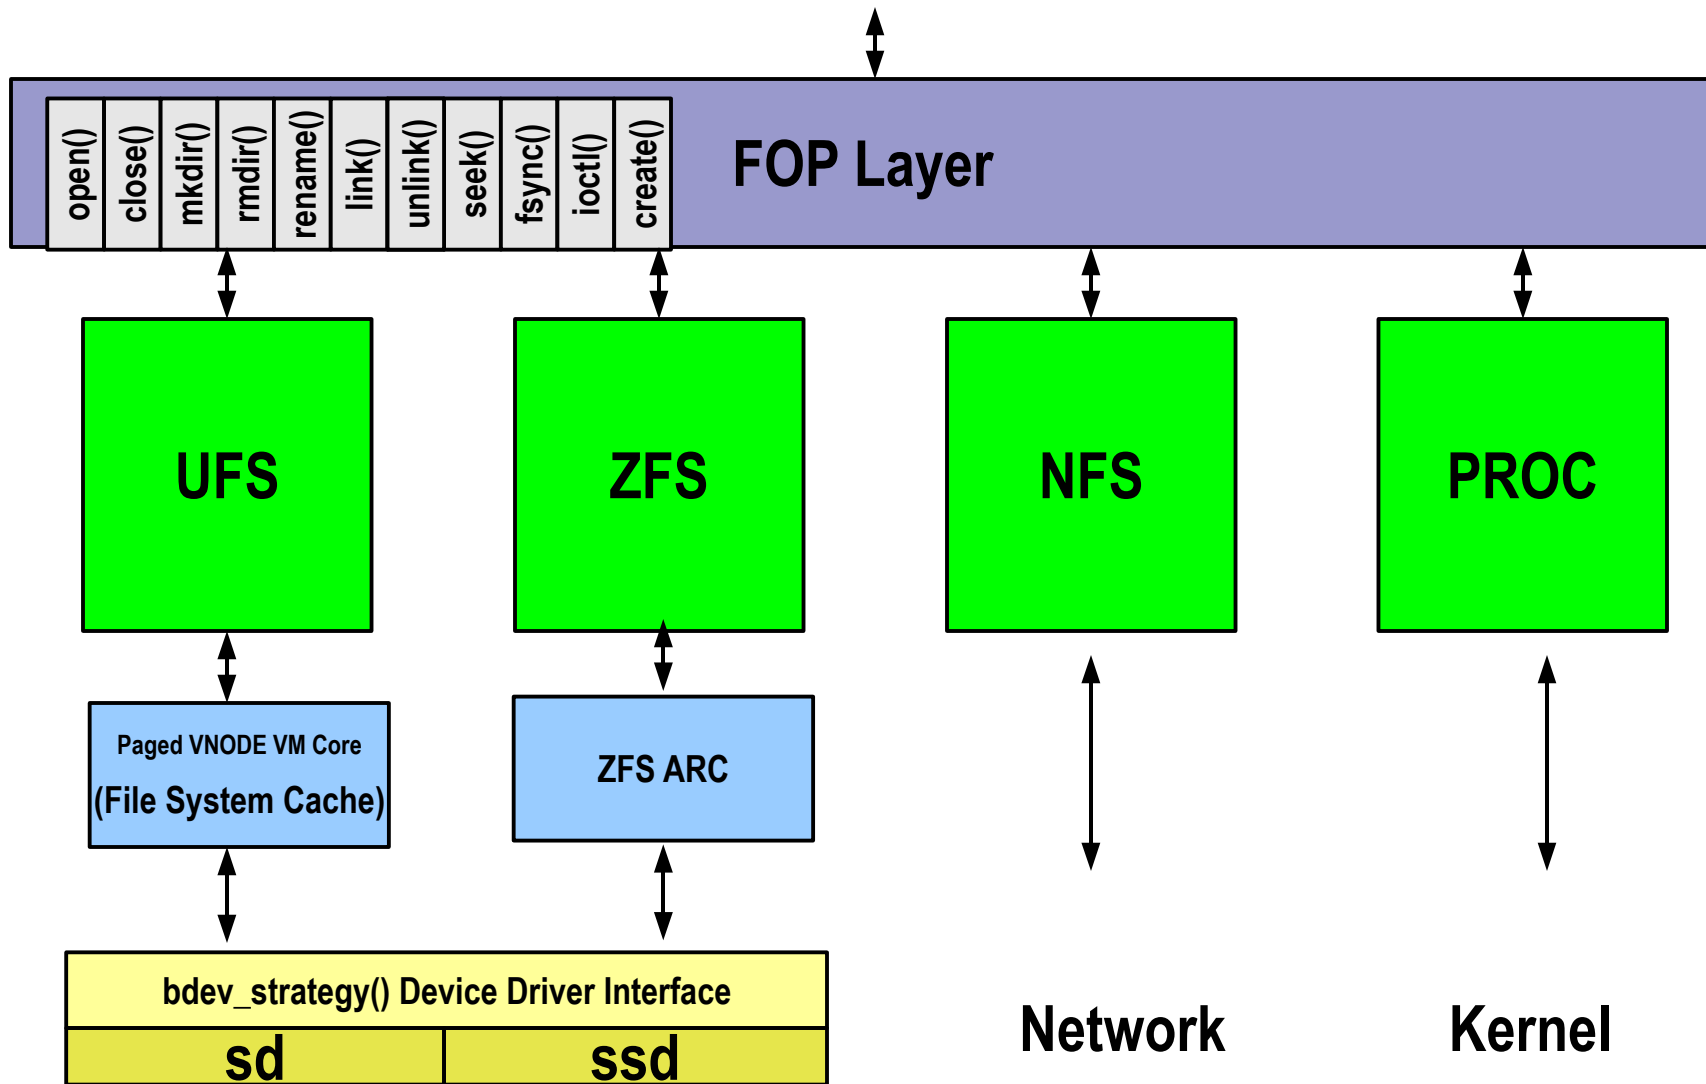 open()
close()
mkdir()
rmdir()
rename()
link()
unlink()
seek()
fsync()
ioctl()
create()
FOP Layer
UFS
ZFS
NFS
PROC
Paged VNODE VM Core
(File System Cache)
ZFS ARC
bdev_strategy() Device Driver Interface
sd
ssd
Network
Kernel